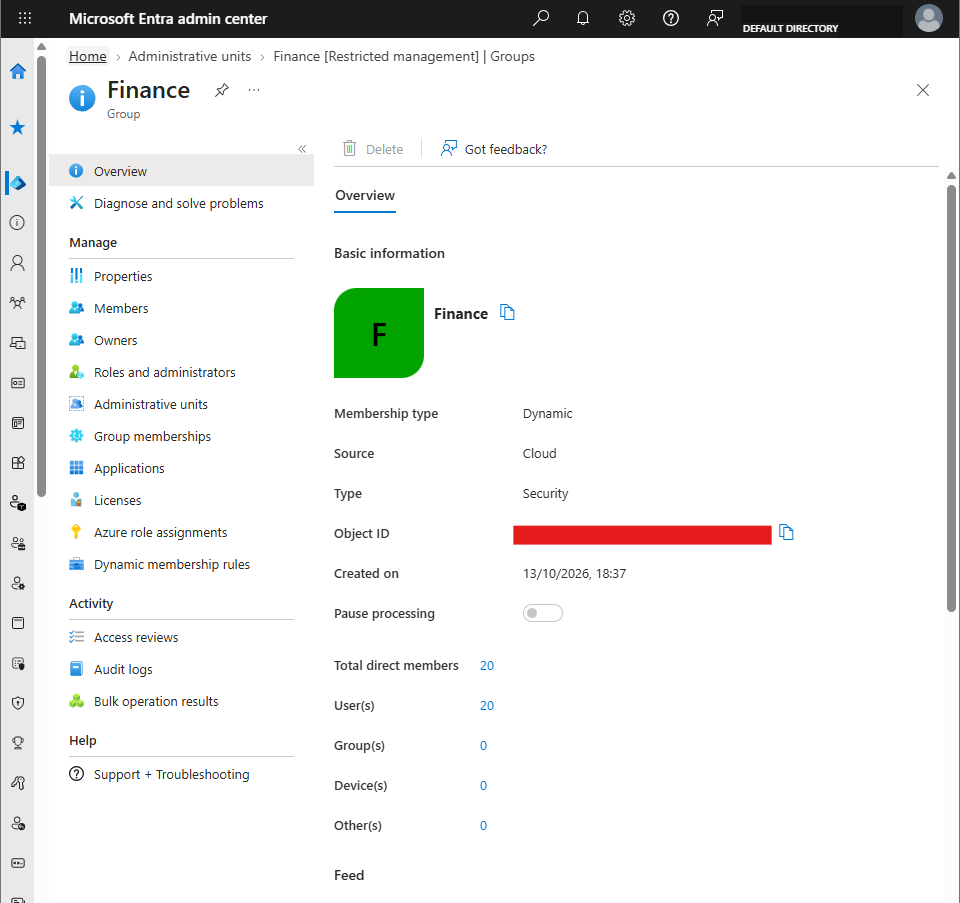 Microsoft Entra admin center
DEFAULT DIRECTORY
Home › Administrative units › Finance [Restricted management] | Groups
Finance
Group
Delete
Got feedback?
Overview
Diagnose and solve problems
Manage
Properties
Members
Owners
Roles and administrators
Administrative units
Group memberships
Applications
Licenses
Azure role assignments
Dynamic membership rules
Activity
Access reviews
Audit logs
Bulk operation results
Help
Support + Troubleshooting
Overview
Basic information
F
Finance
Membership type Dynamic
Source Cloud
Type Security
Object ID
Created on 13/10/2026, 18:37
Pause processing
Total direct members 20
User(s) 20
Group(s) 0
Device(s) 0
Other(s) 0
Feed